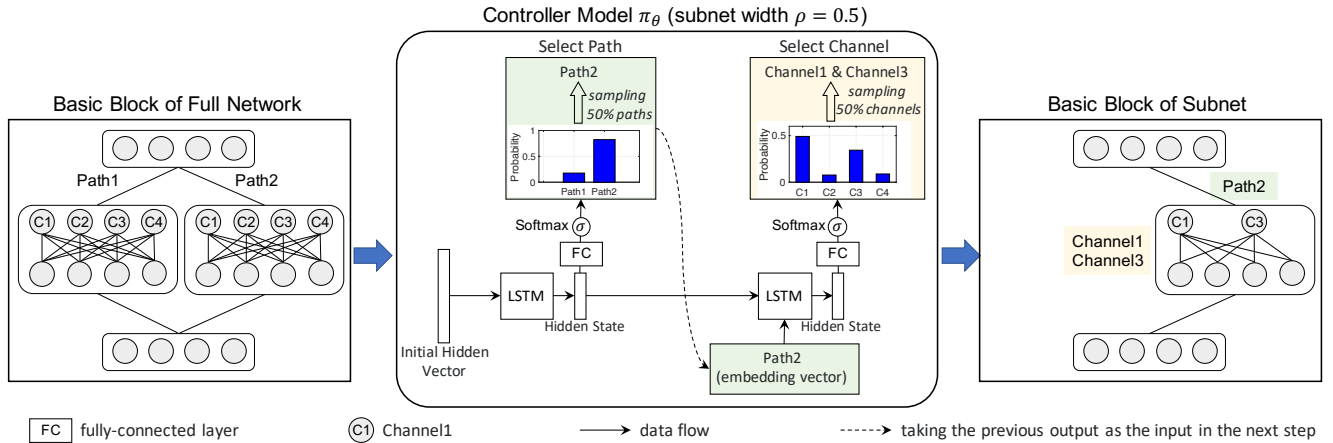 Controller Model πθ (subnet width ρ = 0.5)
Basic Block of Full Network
Path1
Path2
C1 C2 C3 C4
C1 C2 C3 C4
Select Path
Path2
sampling
50% paths
Probability
1
0.5
0
Path1 Path2
Softmax σ
FC
LSTM
Hidden State
Initial Hidden
Vector
Select Channel
Channel1 & Channel3
sampling
50% channels
Probability
0.5
0
C1 C2 C3 C4
Softmax σ
FC
LSTM
Hidden State
Path2
(embedding vector)
Basic Block of Subnet
Path2
C1 C3
Channel1
Channel3
FC fully-connected layer
C1 Channel1
data flow
taking the previous output as the input in the next step